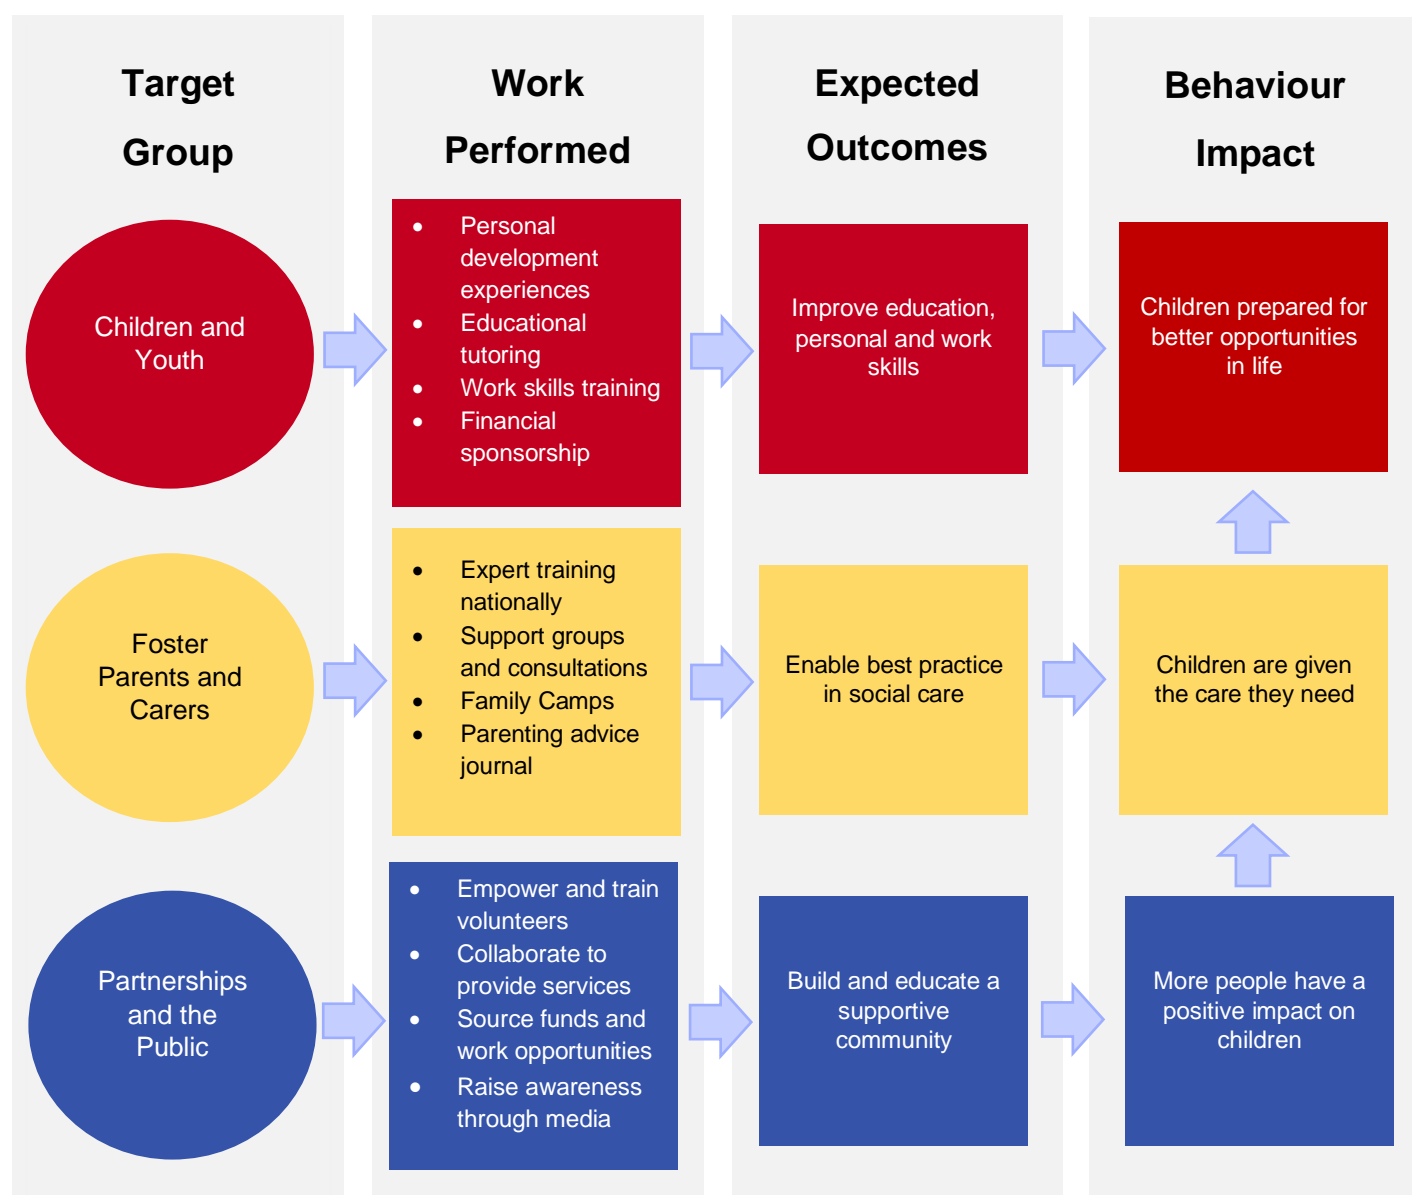 Target
Group
Work
Performed
Expected
Outcomes
Behaviour
Impact
Children and
Youth
• Personal
development
experiences
• Educational
tutoring
• Work skills training
• Financial
sponsorship
Improve education,
personal and work
skills
Children prepared for
better opportunities
in life
Foster
Parents and
Carers
• Expert training
nationally
• Support groups
and consultations
• Family Camps
• Parenting advice
journal
Enable best practice
in social care
Children are given
the care they need
Partnerships
and the
Public
• Empower and train
volunteers
• Collaborate to
provide services
• Source funds and
work opportunities
• Raise awareness
through media
Build and educate a
supportive
community
More people have a
positive impact on
children